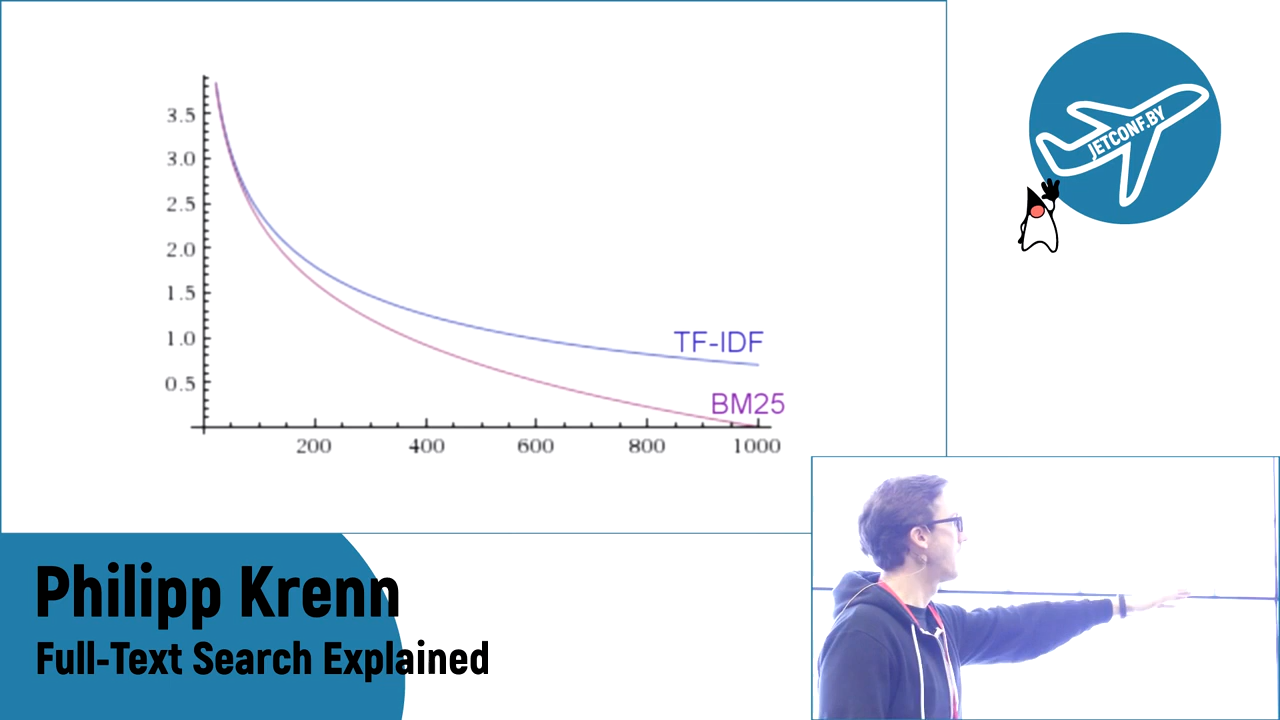 3.5
3.0
2.5
2.0
1.5
1.0
0.5
200 400 600 800 1000
TF-IDF
BM25
JETCONF.BY
Philipp Krenn
Full-Text Search Explained